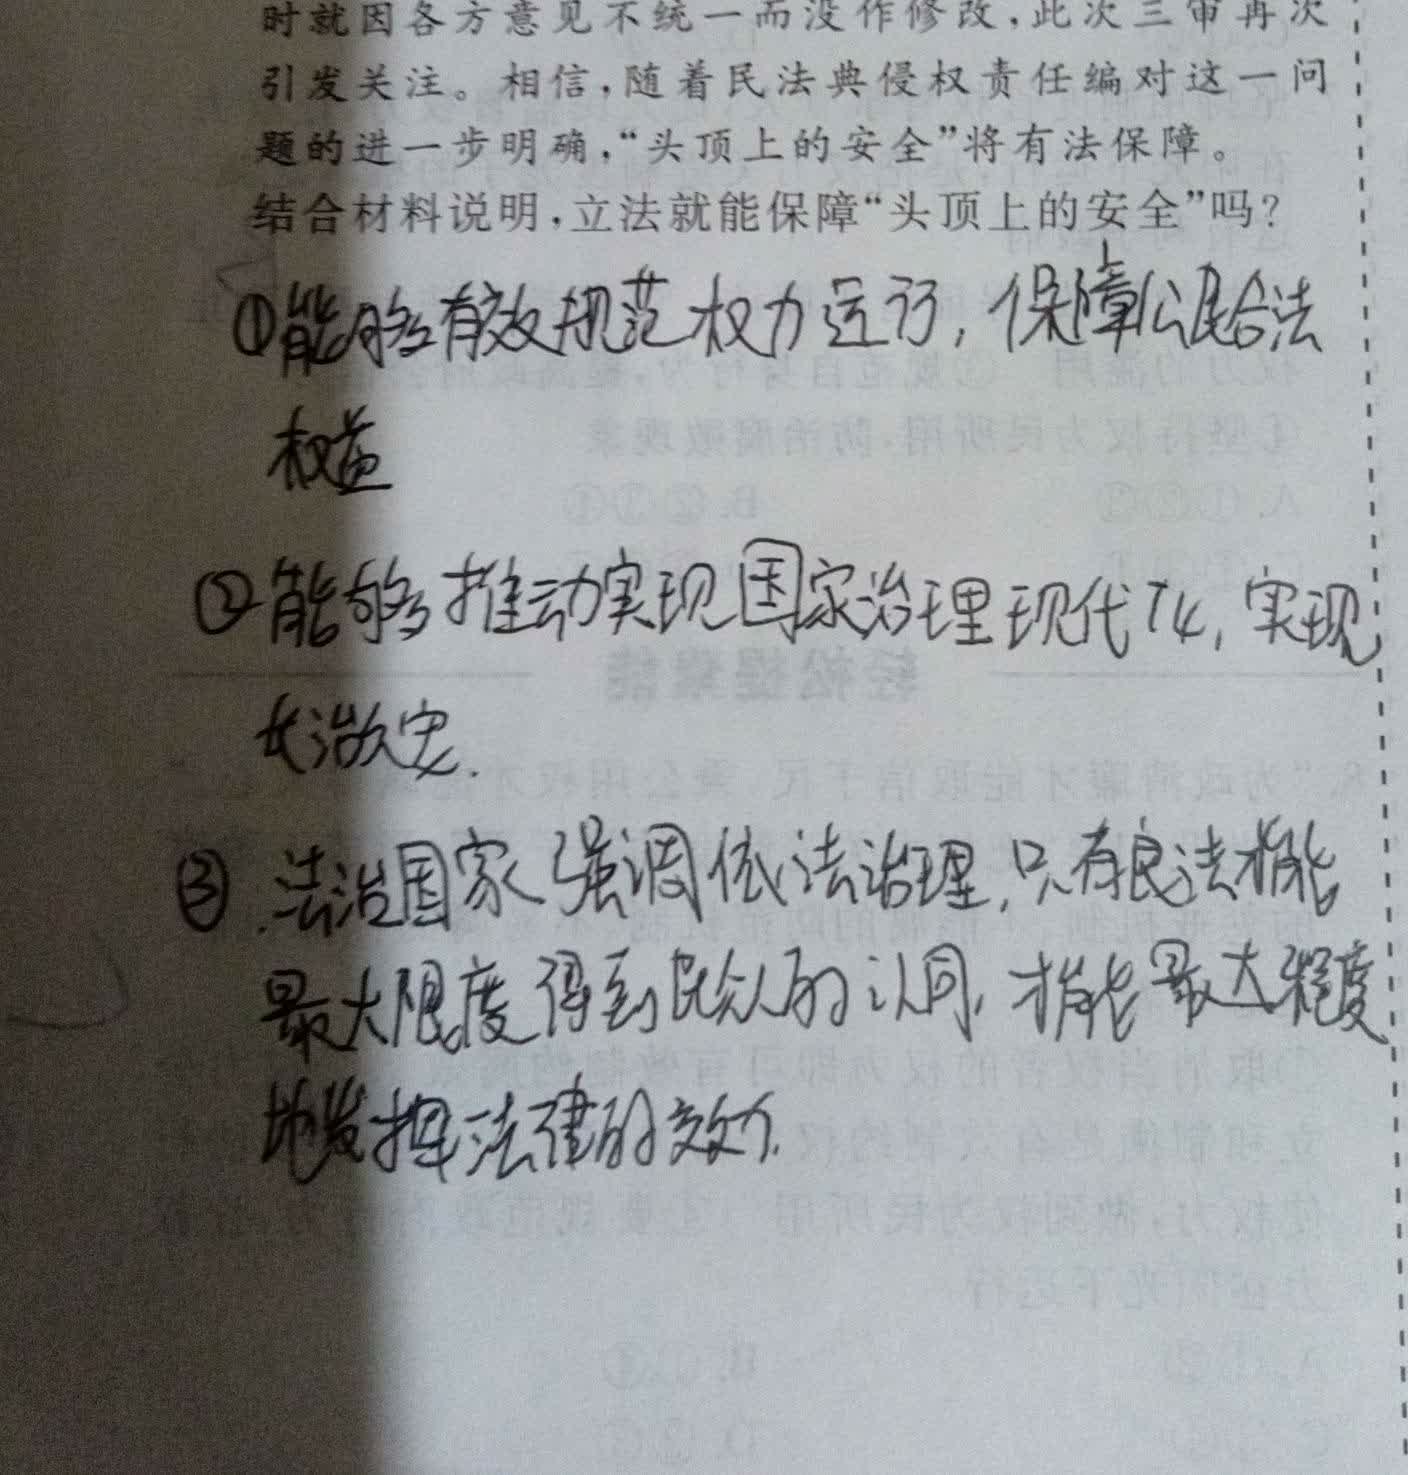 时就因各方意见不统一而没作修改,此次三审再次
引发关注。相信,随着民法典侵权责任编对这一问
题的进一步明确,“头顶上的安全”将有法保障。
结合材料说明,立法就能保障“头顶上的安全”吗?
①能够有效规范权力运行,保障公民合法
权益
②能够推动实现国家治理现代化,实现
长治久安.
③.法治国家强调依法治理,只有良法才能
最大限度得到民众的认同,才能最大程度
地发挥法律的效力.
轻松提素能